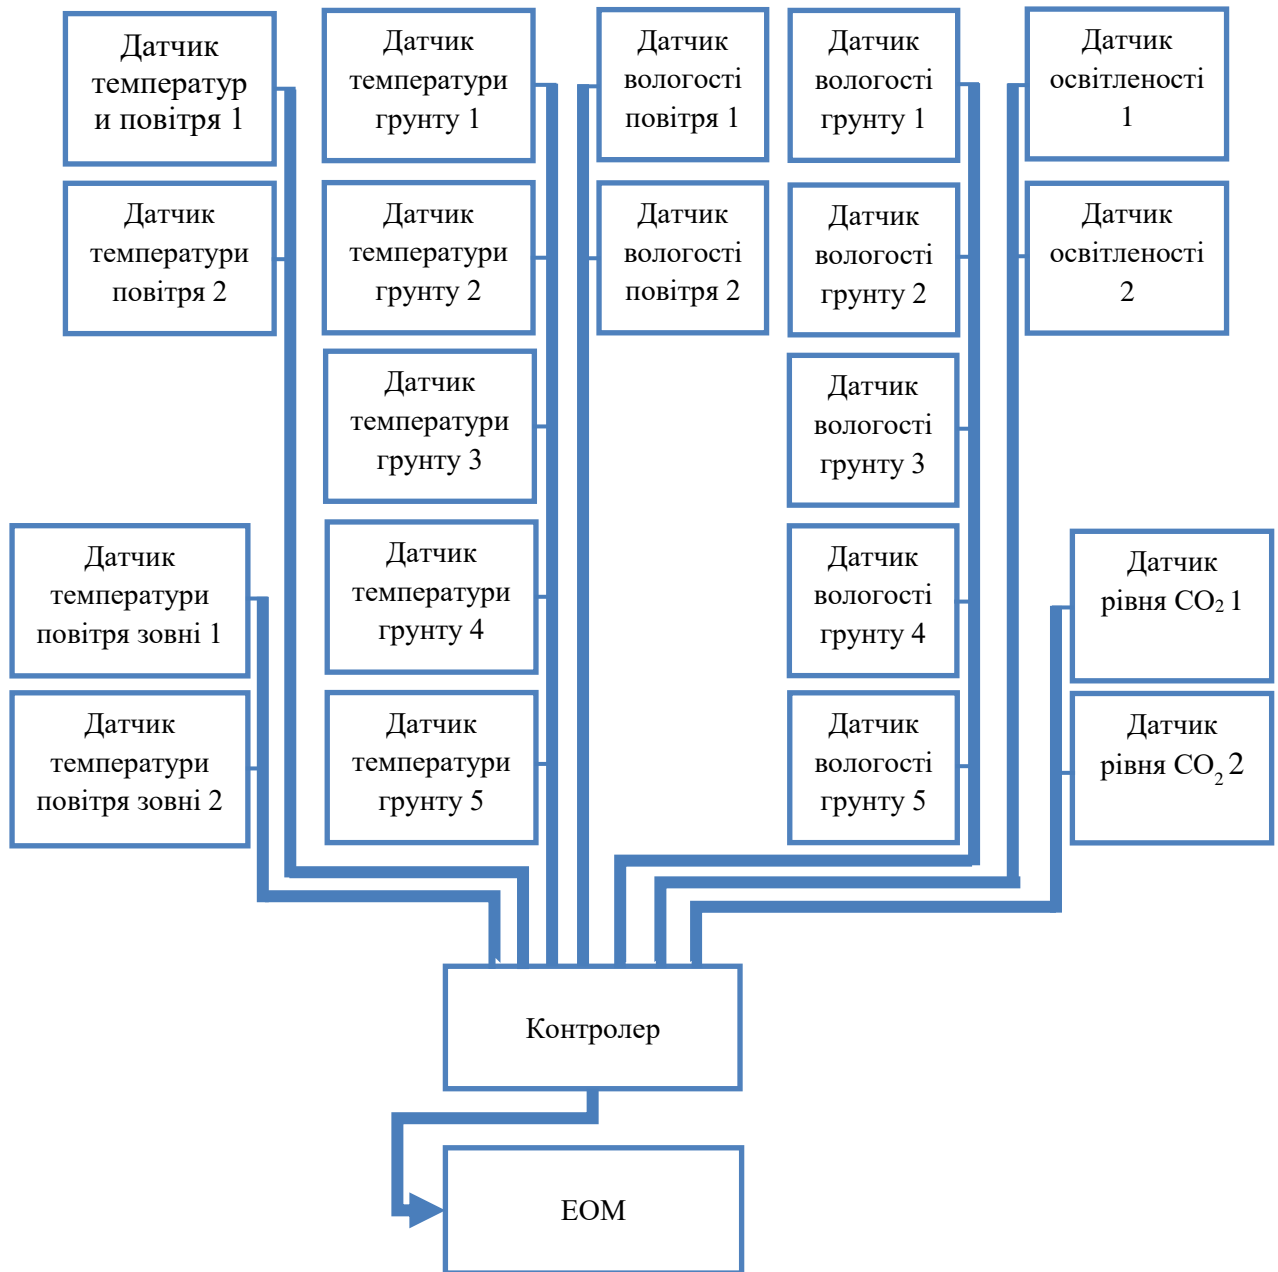 Датчик
температур
и повітря 1
Датчик
температури
грунту 1
Датчик
вологості
повітря 1
Датчик
вологості
грунту 1
Датчик
освітленості
1
Датчик
температури
повітря 2
Датчик
температури
грунту 2
Датчик
вологості
повітря 2
Датчик
вологості
грунту 2
Датчик
освітленості
2
Датчик
температури
грунту 3
Датчик
вологості
грунту 3
Датчик
температури
повітря зовні 1
Датчик
температури
грунту 4
Датчик
вологості
грунту 4
Датчик
рівня CO₂ 1
Датчик
температури
повітря зовні 2
Датчик
температури
грунту 5
Датчик
вологості
грунту 5
Датчик
рівня CO₂ 2
Контролер
ЕОМ